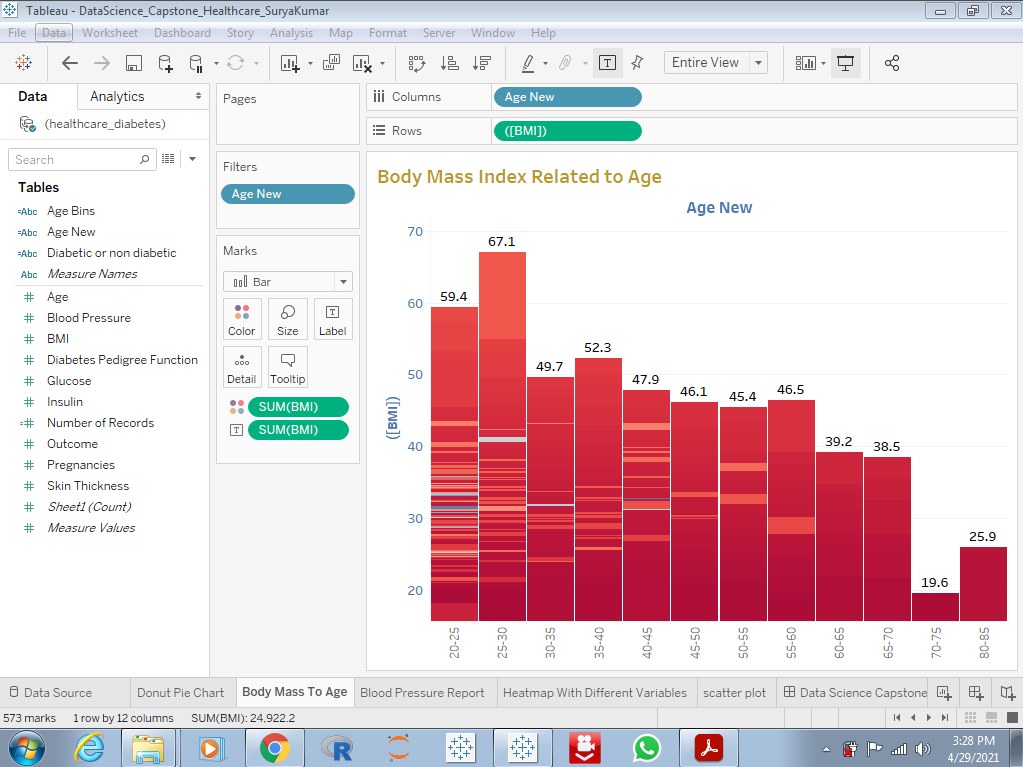 Tableau - DataScience_Capstone_Healthcare_SuryaKumar
File Data Worksheet Dashboard Story Analysis Map Format Server Window Help
Entire View
Data Analytics
(healthcare_diabetes)
Search
Tables
=Abc Age Bins
=Abc Age New
=Abc Diabetic or non diabetic
Abc Measure Names
Age
Blood Pressure
BMI
Diabetes Pedigree Function
Glucose
Insulin
Number of Records
Outcome
Pregnancies
Skin Thickness
Sheet1 (Count)
Measure Values
Pages
Filters
Age New
Marks
Bar
Color Size Label
Detail Tooltip
SUM(BMI)
SUM(BMI)
Columns Age New
Rows ([BMI])
Body Mass Index Related to Age
Age New
([BMI])
70
60
50
40
30
20
59.4
67.1
49.7
52.3
47.9
46.1
45.4
46.5
39.2
38.5
19.6
25.9
20-25
25-30
30-35
35-40
40-45
45-50
50-55
55-60
60-65
65-70
70-75
80-85
Data Source Donut Pie Chart Body Mass To Age Blood Pressure Report Heatmap With Different Variables scatter plot Data Science Capstone
573 marks 1 row by 12 columns SUM(BMI): 24,922.2
3:28 PM
4/29/2021